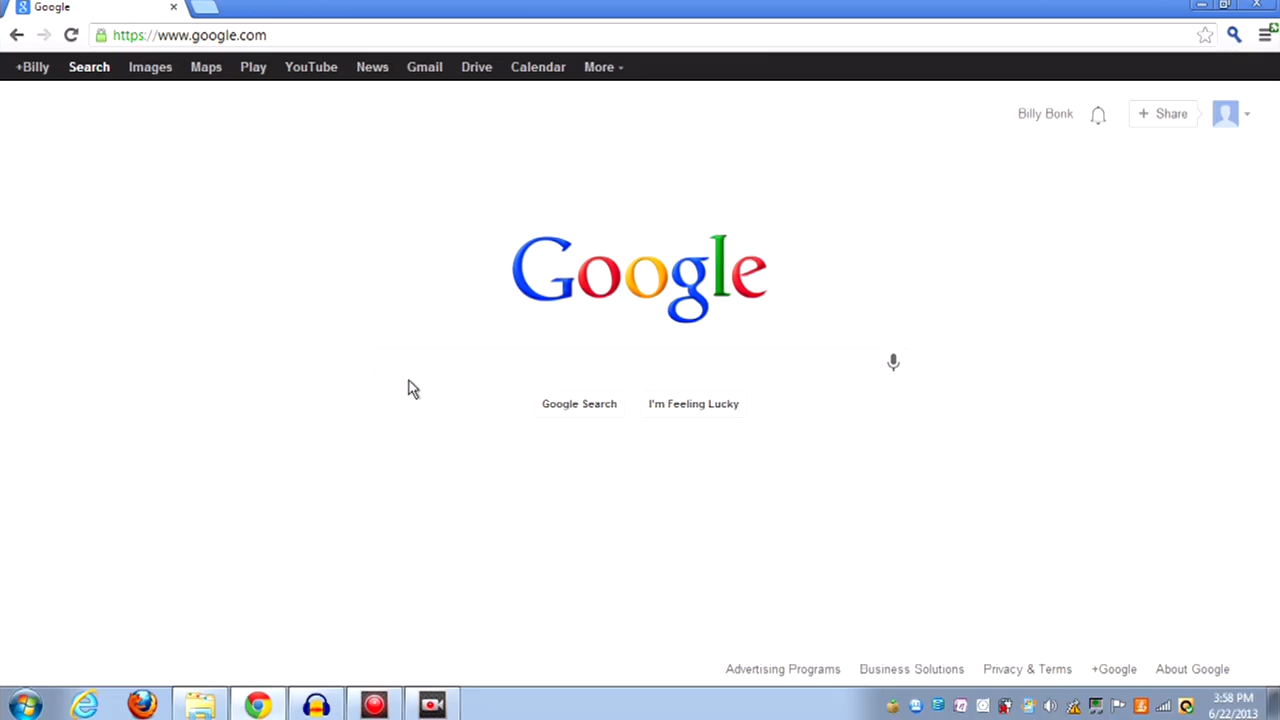 Google
https://www.google.com
+Billy Search Images Maps Play YouTube News Gmail Drive Calendar More
Billy Bonk + Share
Google
Google Search I'm Feeling Lucky
Advertising Programs Business Solutions Privacy & Terms +Google About Google
3:58 PM
6/22/2013